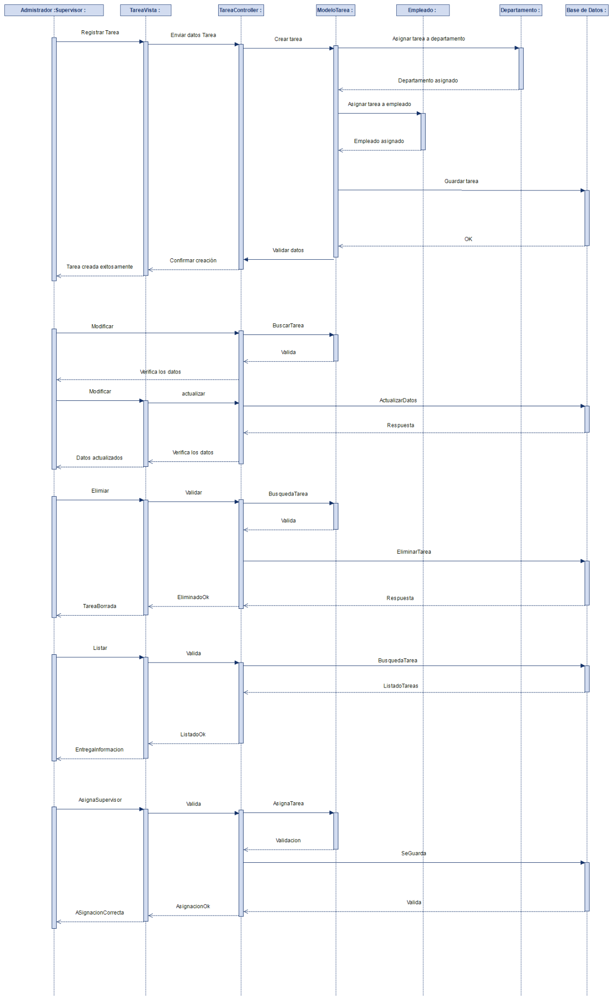 Admistrador :Supervisor :
TareaVista :
TareaController :
ModeloTarea :
Empleado :
Departamento :
Base de Datos :
Registrar Tarea
Enviar datos Tarea
Crear tarea
Asignar tarea a departamento
Departamento asignado
Asignar tarea a empleado
Empleado asignado
Guardar tarea
OK
Validar datos
Confirmar creación
Tarea creada exitosamente
Modificar
BuscarTarea
Valida
Verifica los datos
Modificar
actualizar
ActualizarDatos
Respuesta
Verifica los datos
Datos actualizados
Elimiar
Validar
BusquedaTarea
Valida
EliminarTarea
Respuesta
EliminadoOk
TareaBorrada
Listar
Valida
BusquedaTarea
ListadoTareas
ListadoOk
EntregaInformacion
AsignaSupervisor
Valida
AsignaTarea
Validacion
SeGuarda
Valida
AsignacionOk
ASignacionCorrecta